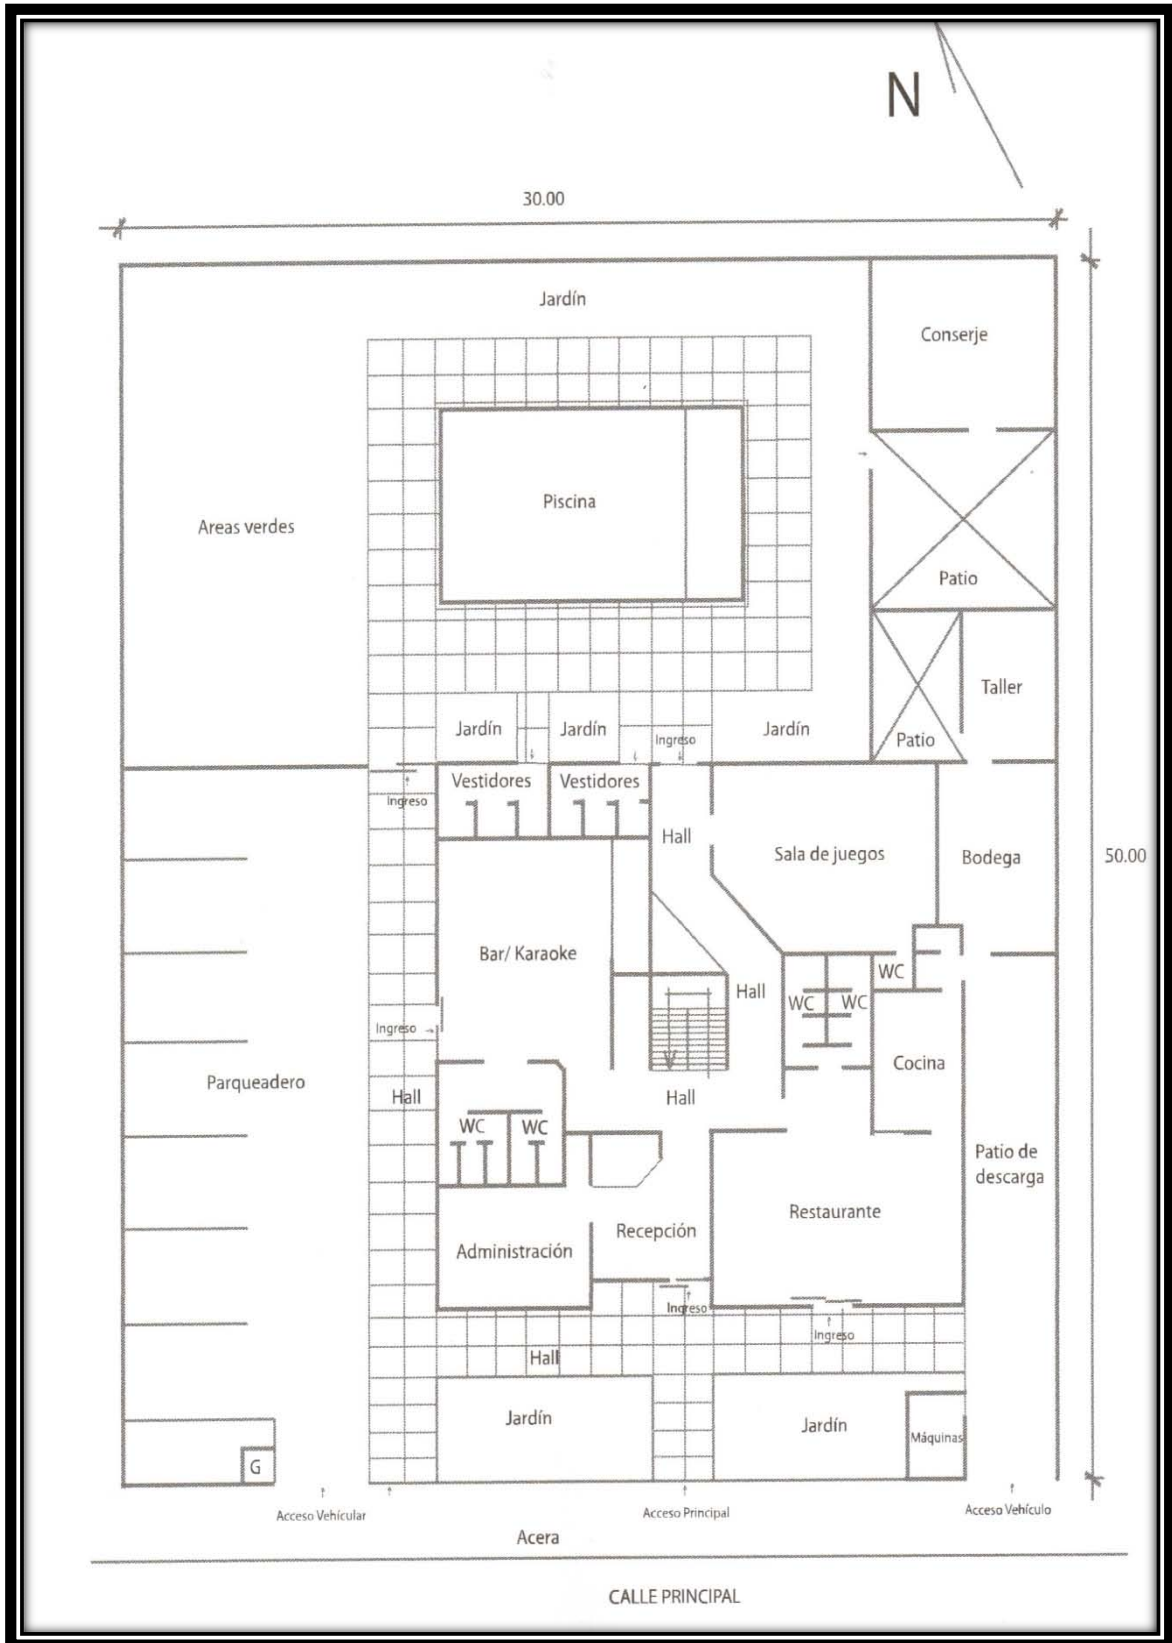 N
30.00
Jardín
Conserje
Piscina
Areas verdes
Patio
Taller
Jardín
Jardín
Jardín
Ingreso
Patio
Vestidores
Vestidores
Ingreso
Hall
Sala de juegos
Bodega
50.00
Bar/ Karaoke
WC
Hall
WC
WC
Ingreso
Cocina
Parqueadero
Hall
Hall
WC
WC
Patio de
descarga
Restaurante
Recepción
Administración
Ingreso
Ingreso
Hall
Jardín
Jardín
Máquinas
G
Acceso Vehícular
Acceso Principal
Acceso Vehículo
Acera
CALLE PRINCIPAL